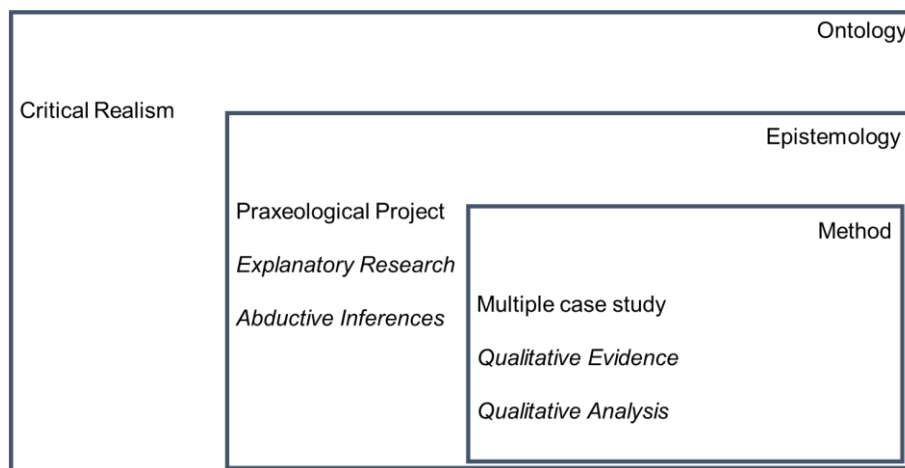 Ontology
Critical Realism
Epistemology
Praxeological Project
Explanatory Research
Abductive Inferences
Method
Multiple case study
Qualitative Evidence
Qualitative Analysis